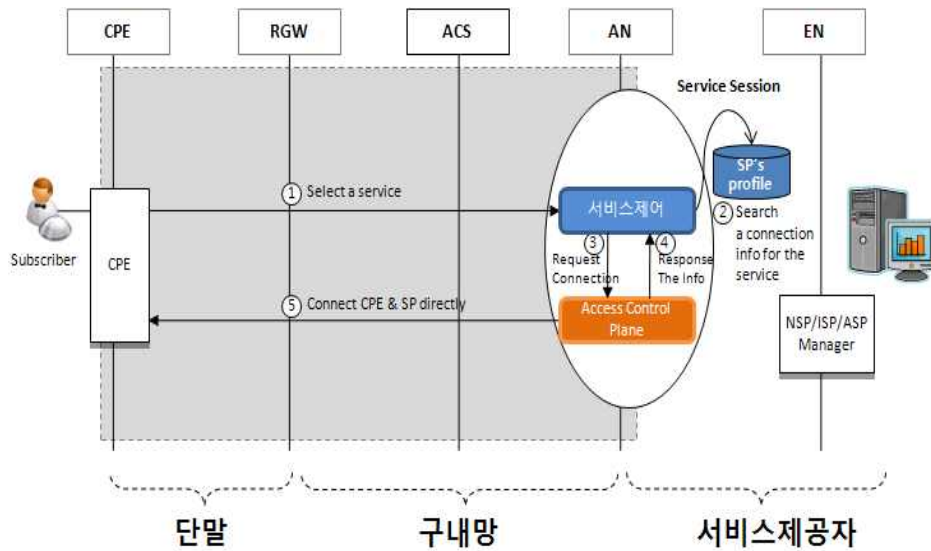 CPE
RGW
ACS
AN
EN
Service Session
SP's
profile
① Select a service
서비스제어
② Search
a connection
info for the
service
Subscriber
CPE
③
Request
Connection
④
Response
The Info
⑤ Connect CPE & SP directly
Access Control
Plane
NSP/ISP/ASP
Manager
단말
구내망
서비스제공자